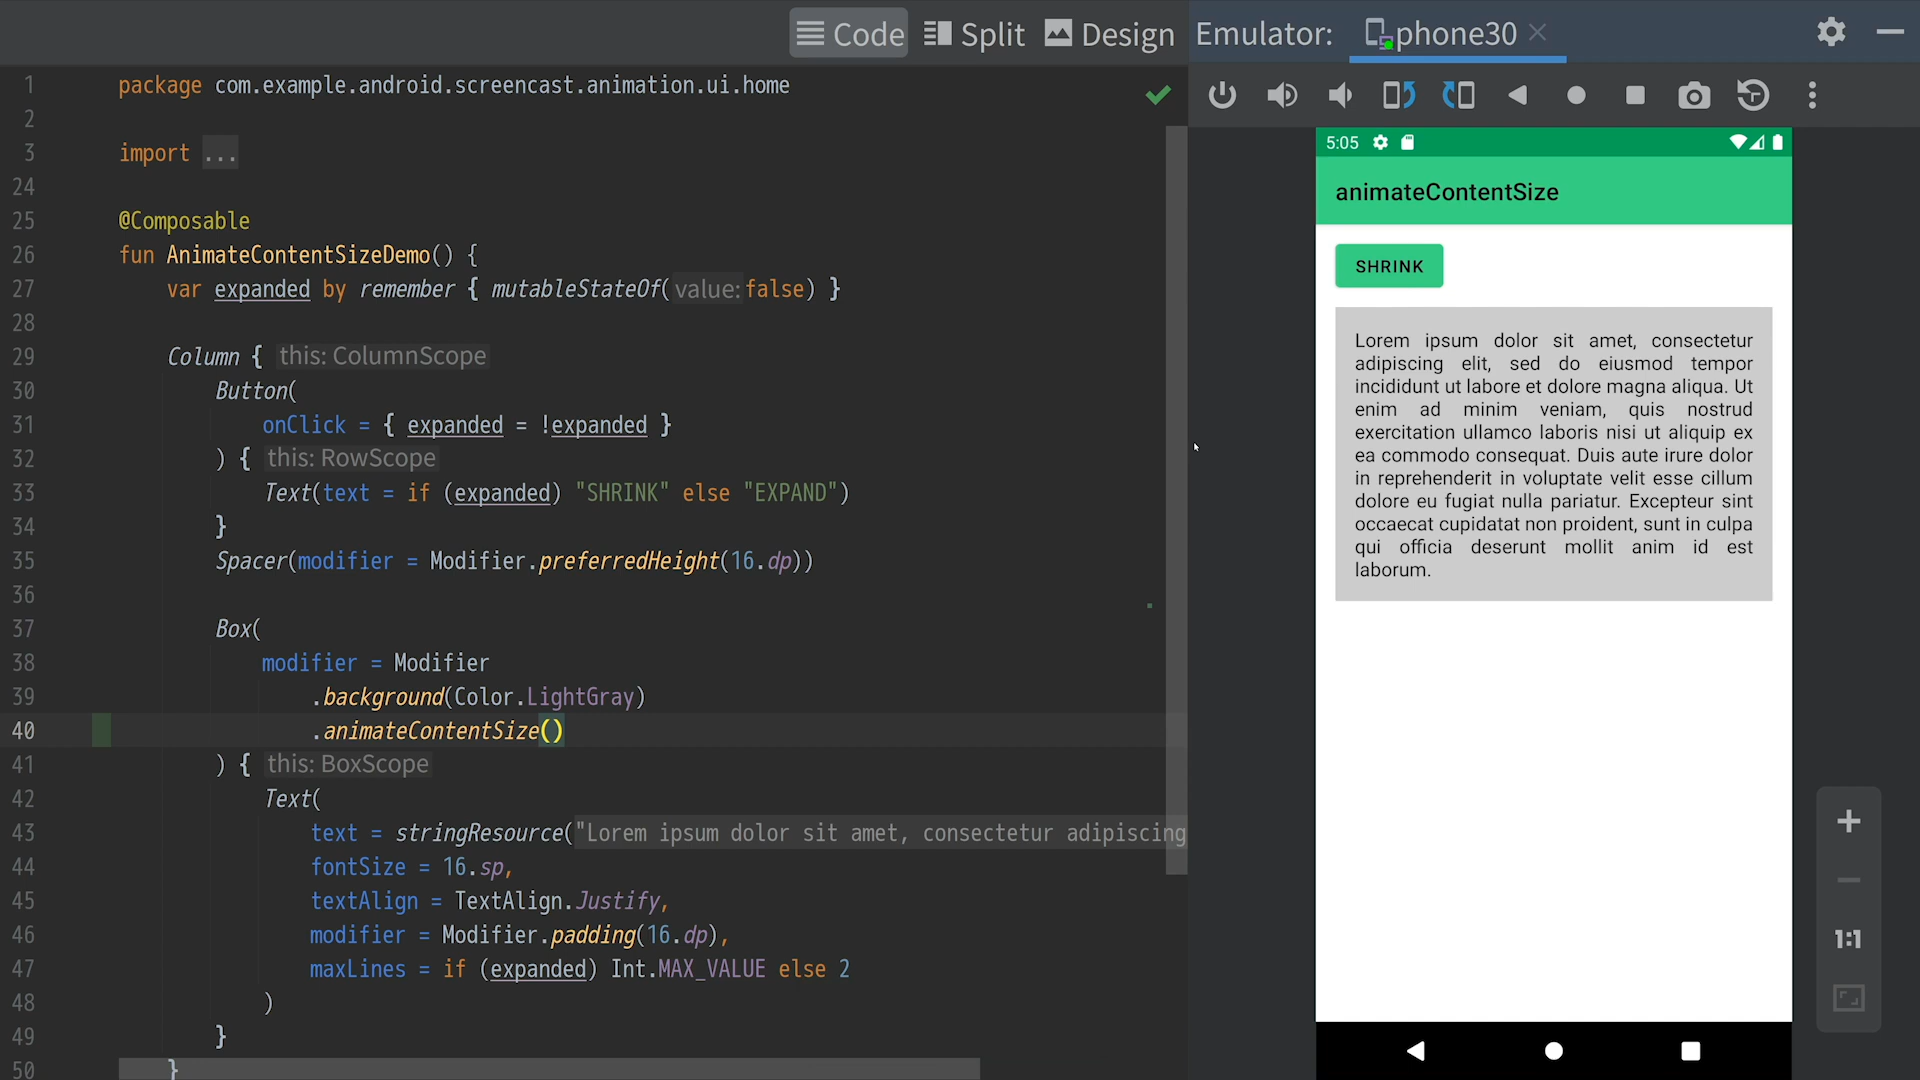 Code Split Design
1 package com.example.android.screencast.animation.ui.home
2
3 import ...
24
25 @Composable
26 fun AnimateContentSizeDemo() {
27 var expanded by remember { mutableStateOf( value: false) }
28
29 Column { this: ColumnScope
30 Button(
31 onClick = { expanded = !expanded }
32 ) { this: RowScope
33 Text(text = if (expanded) "SHRINK" else "EXPAND")
34 }
35 Spacer(modifier = Modifier.preferredHeight(16.dp))
36
37 Box(
38 modifier = Modifier
39 .background(Color.LightGray)
40 .animateContentSize()
41 ) { this: BoxScope
42 Text(
43 text = stringResource("Lorem ipsum dolor sit amet, consectetur adipiscing
44 fontSize = 16.sp,
45 textAlign = TextAlign.Justify,
46 modifier = Modifier.padding(16.dp),
47 maxLines = if (expanded) Int.MAX_VALUE else 2
48 )
49 }
50 }
Emulator: phone30
5:05
animateContentSize
SHRINK
Lorem ipsum dolor sit amet, consectetur
adipiscing elit, sed do eiusmod tempor
incididunt ut labore et dolore magna aliqua. Ut
enim ad minim veniam, quis nostrud
exercitation ullamco laboris nisi ut aliquip ex
ea commodo consequat. Duis aute irure dolor
in reprehenderit in voluptate velit esse cillum
dolore eu fugiat nulla pariatur. Excepteur sint
occaecat cupidatat non proident, sunt in culpa
qui officia deserunt mollit anim id est
laborum.
1:1